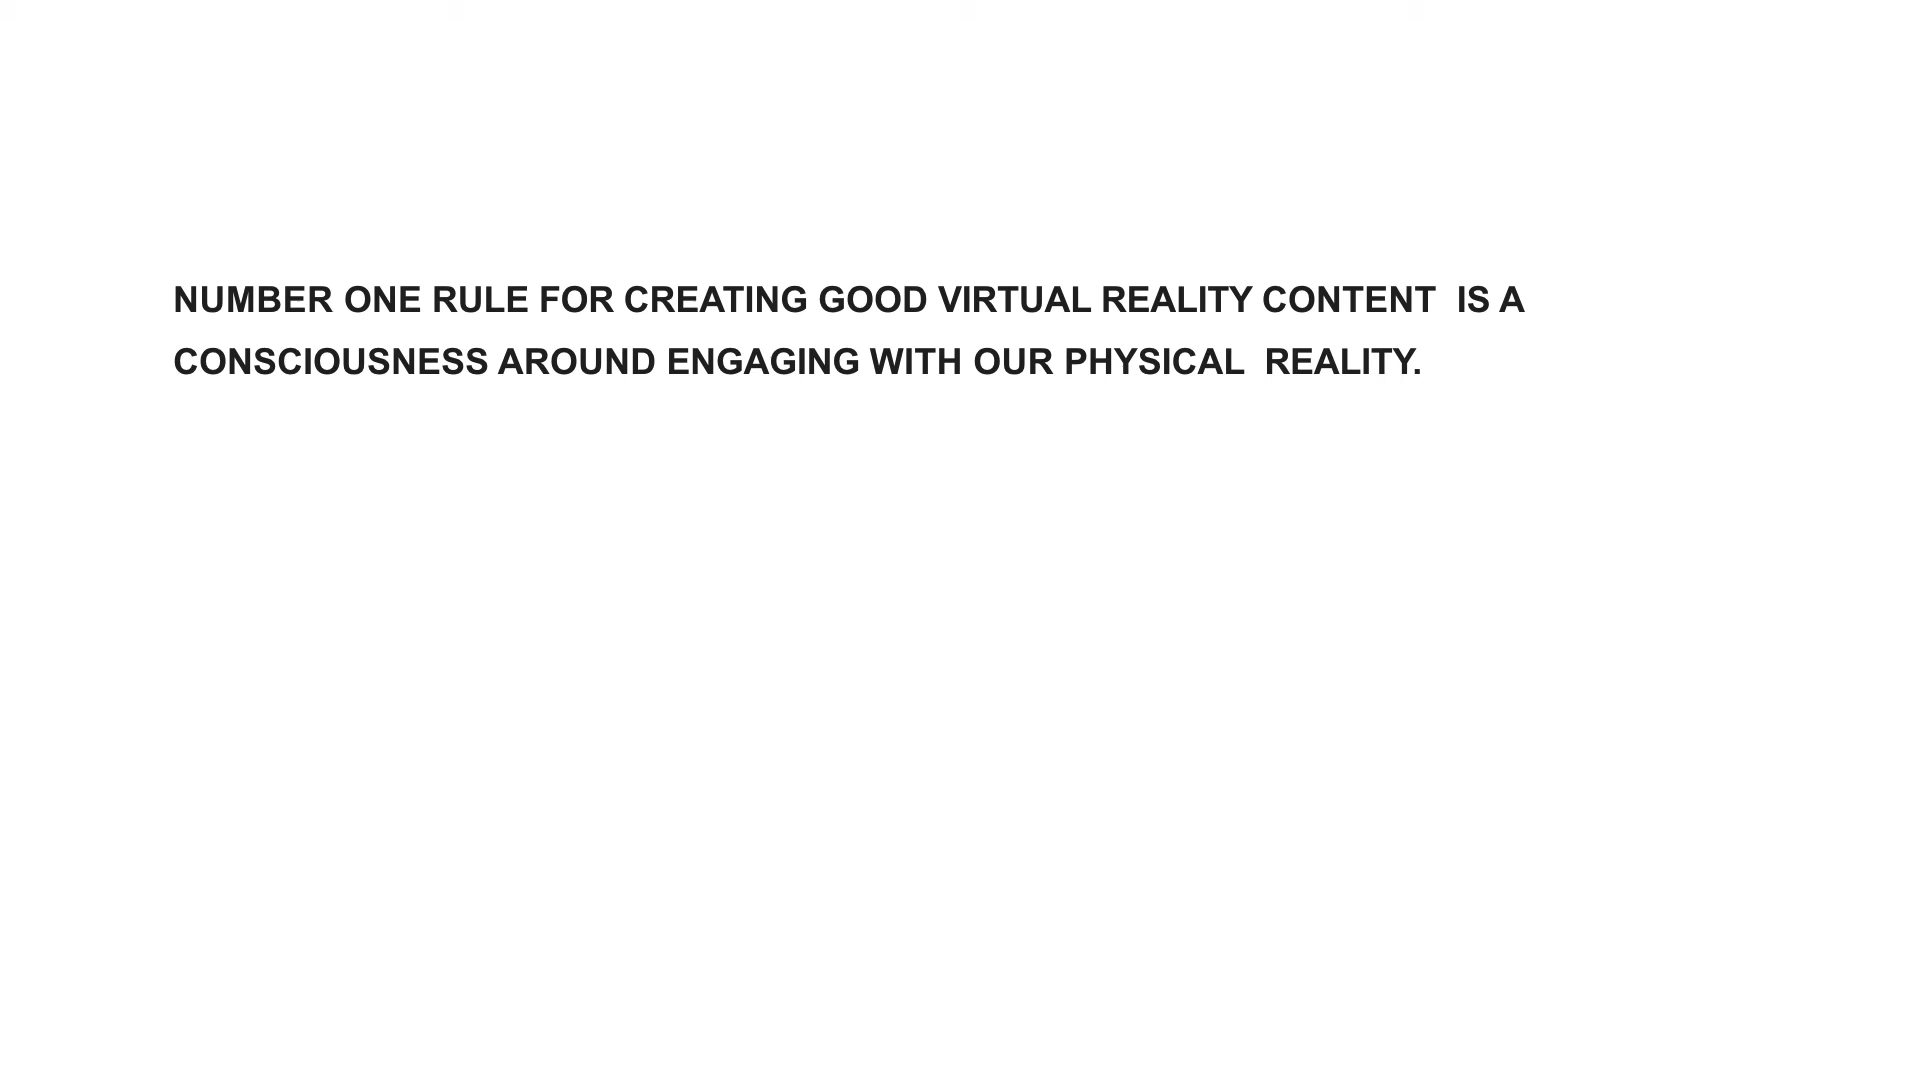 NUMBER ONE RULE FOR CREATING GOOD VIRTUAL REALITY CONTENT  IS A
CONSCIOUSNESS AROUND ENGAGING WITH OUR PHYSICAL  REALITY.